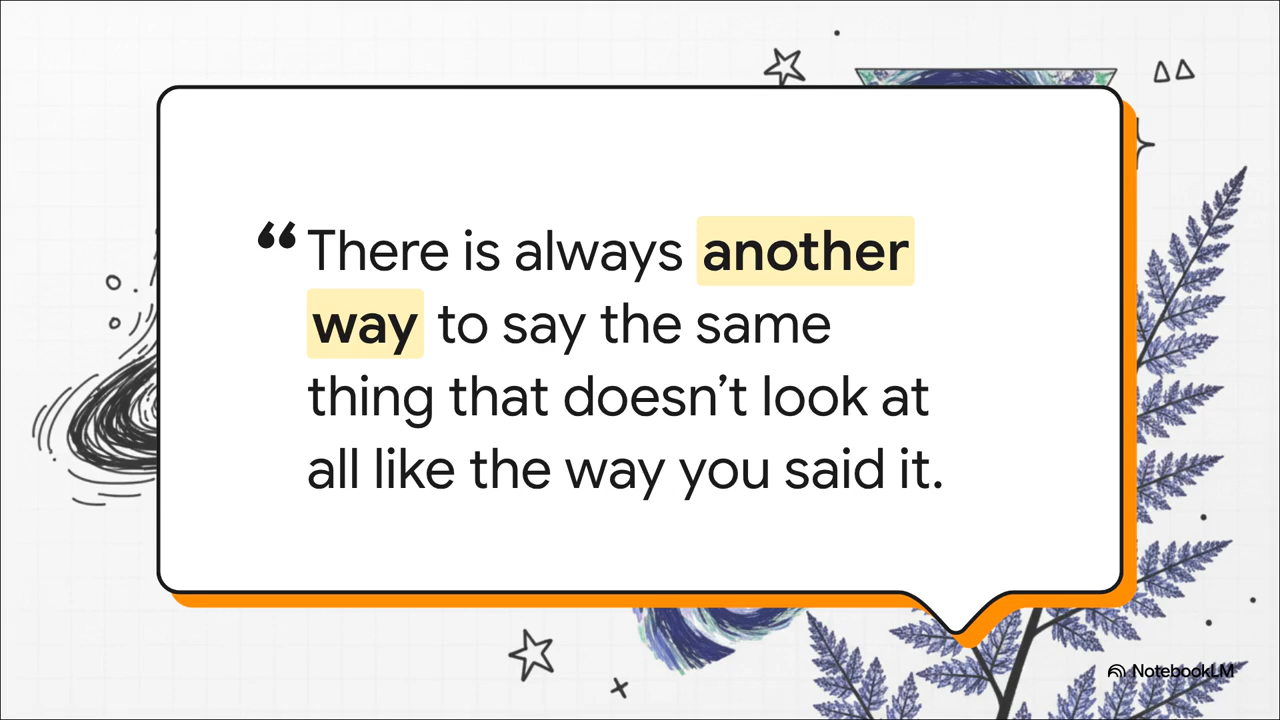 “There is always another
way to say the same
thing that doesn’t look at
all like the way you said it.
NotebookLM